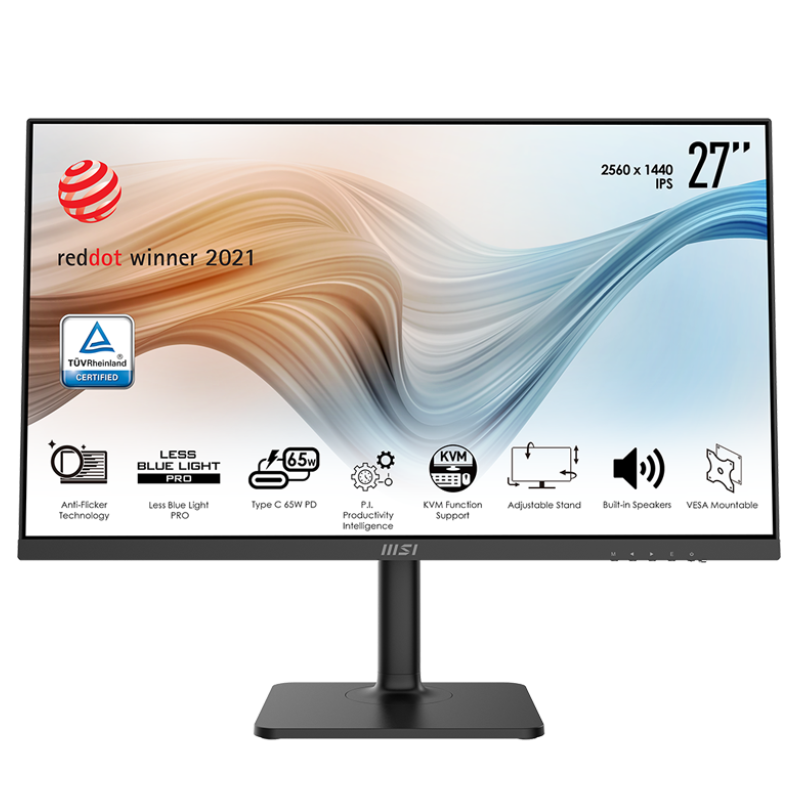 2560 x 1440
IPS
27”
reddot winner 2021
TÜVRheinland®
CERTIFIED
65w
LESS
BLUE LIGHT
PRO
KVM
Anti-Flicker
Technology
Less Blue Light
PRO
Type C 65W PD
P.I.
Productivity
Intelligence
KVM Function
Support
Adjustable Stand
Built-in Speakers
VESA Mountable
msi